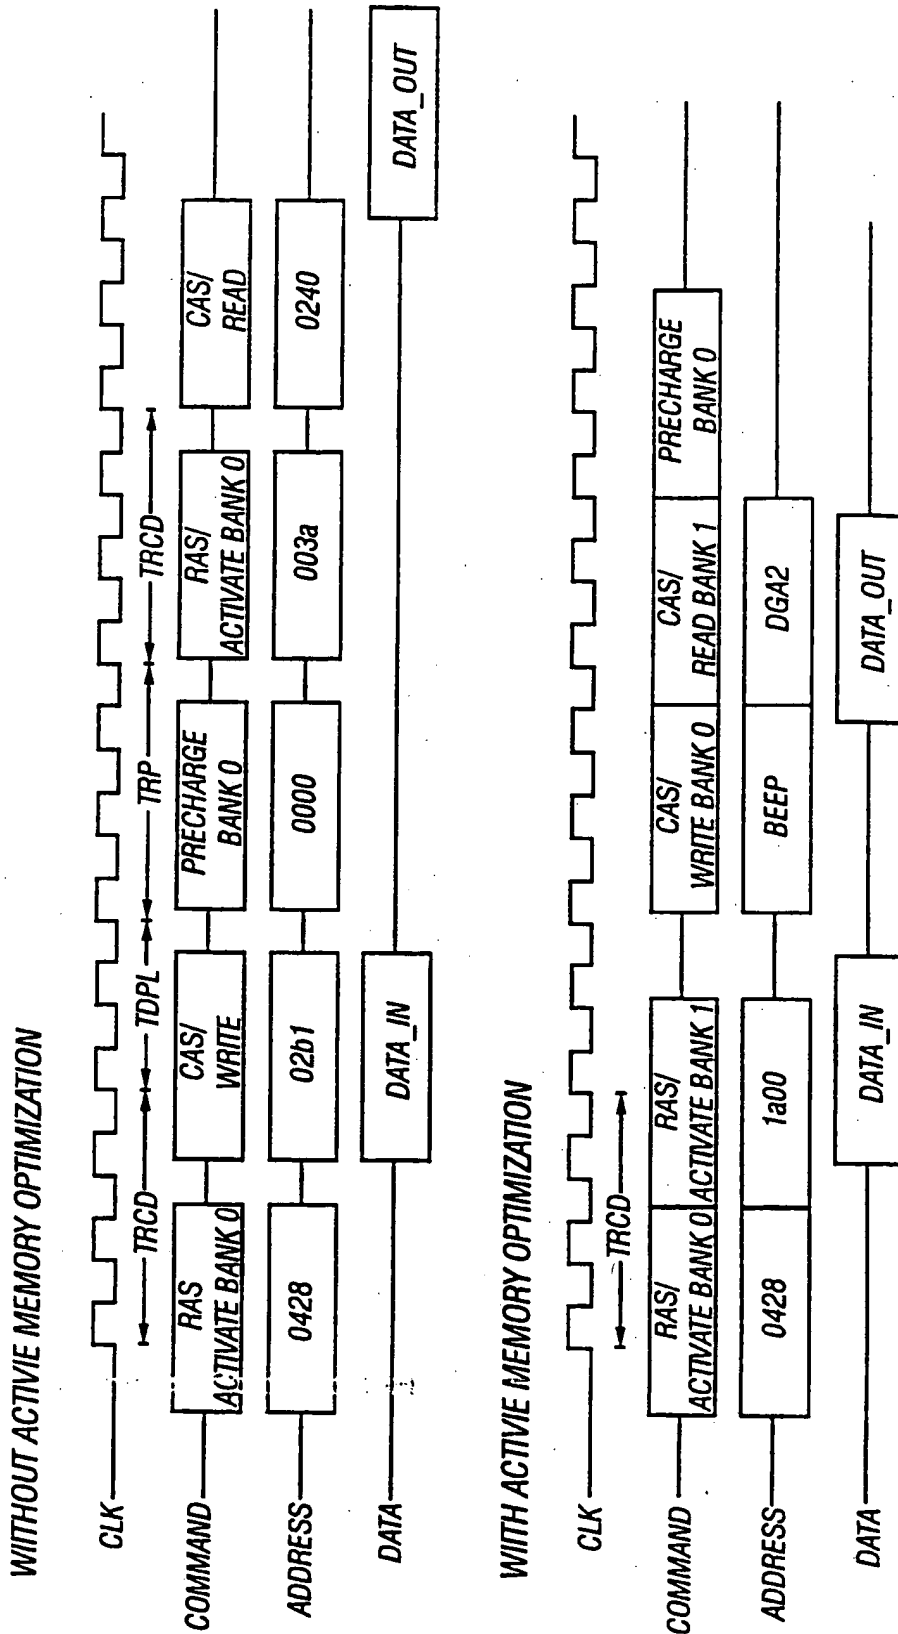 WIITHOUT ACTIVIE MEMORY OPTIMIZATION
CLK
TRCD
TDPL
TRP
TRCD
COMMAND
RAS
ACTIVATE BANK 0
CAS/
WRITE
PRECHARGE
BANK 0
RAS/
ACTIVATE BANK 0
CAS/
READ
ADDRESS
0428
02b1
0000
003a
0240
DATA
DATA_IN
DATA_OUT
WIITH ACTIVIE MEMORY OPTIMIZATION
CLK
TRCD
COMMAND
RAS/
ACTIVATE BANK 0
RAS/
ACTIVATE BANK 1
CAS/
WRITE BANK 0
CAS/
READ BANK 1
PRECHARGE
BANK 0
ADDRESS
0428
1a00
BEEP
DGA2
DATA
DATA_IN
DATA_OUT